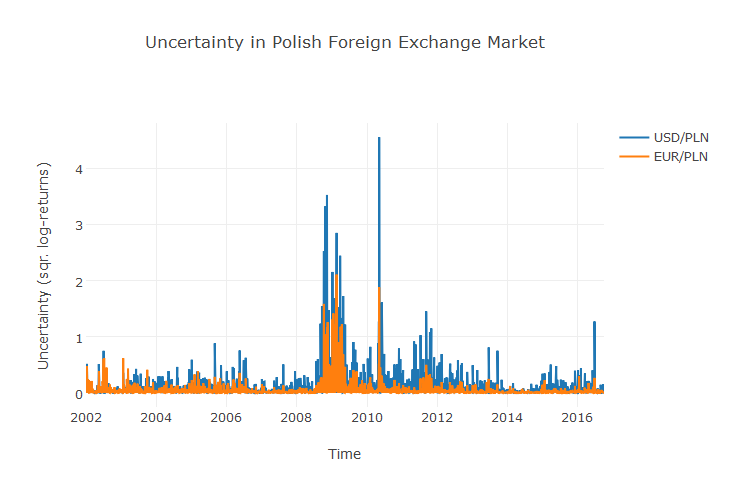 Uncertainty in Polish Foreign Exchange Market
USD/PLN
EUR/PLN
Uncertainty (sqr. log-returns)
4
3
2
1
0
2002 2004 2006 2008 2010 2012 2014 2016
Time